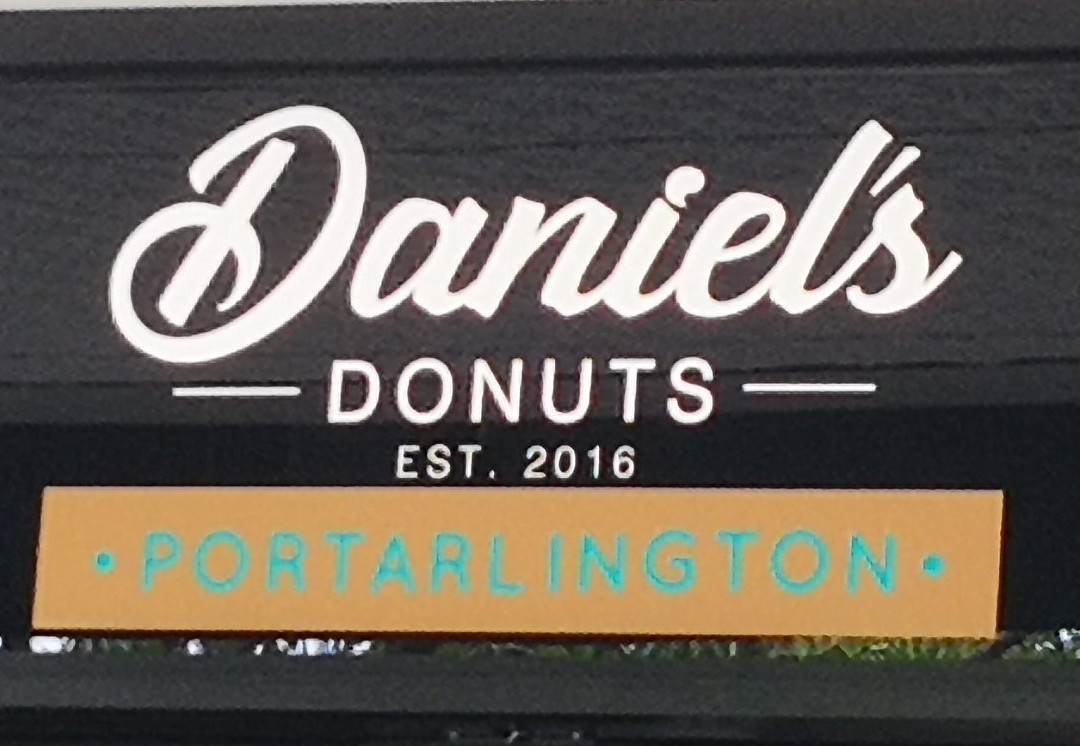 Daniel's
DONUTS
EST. 2016
• PORTARLINGTON •